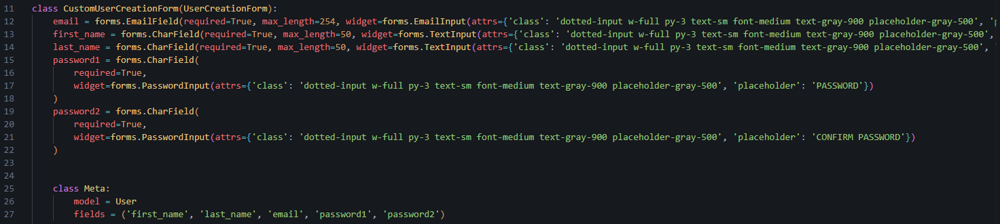 11 class CustomUserCreationForm(UserCreationForm):
12     email = forms.EmailField(required=True, max_length=254, widget=forms.EmailInput(attrs={'class': 'dotted-input w-full py-3 text-sm font-medium text-gray-900 placeholder-gray-500', '
13     first_name = forms.CharField(required=True, max_length=50, widget=forms.TextInput(attrs={'class': 'dotted-input w-full py-3 text-sm font-medium text-gray-900 placeholder-gray-500',
14     last_name = forms.CharField(required=True, max_length=50, widget=forms.TextInput(attrs={'class': 'dotted-input w-full py-3 text-sm font-medium text-gray-900 placeholder-gray-500', '
15     password1 = forms.CharField(
16         required=True,
17         widget=forms.PasswordInput(attrs={'class': 'dotted-input w-full py-3 text-sm font-medium text-gray-900 placeholder-gray-500', 'placeholder': 'PASSWORD'})
18     )
19     password2 = forms.CharField(
20         required=True,
21         widget=forms.PasswordInput(attrs={'class': 'dotted-input w-full py-3 text-sm font-medium text-gray-900 placeholder-gray-500', 'placeholder': 'CONFIRM PASSWORD'})
22     )
23
24
25     class Meta:
26         model = User
27         fields = ('first_name', 'last_name', 'email', 'password1', 'password2')